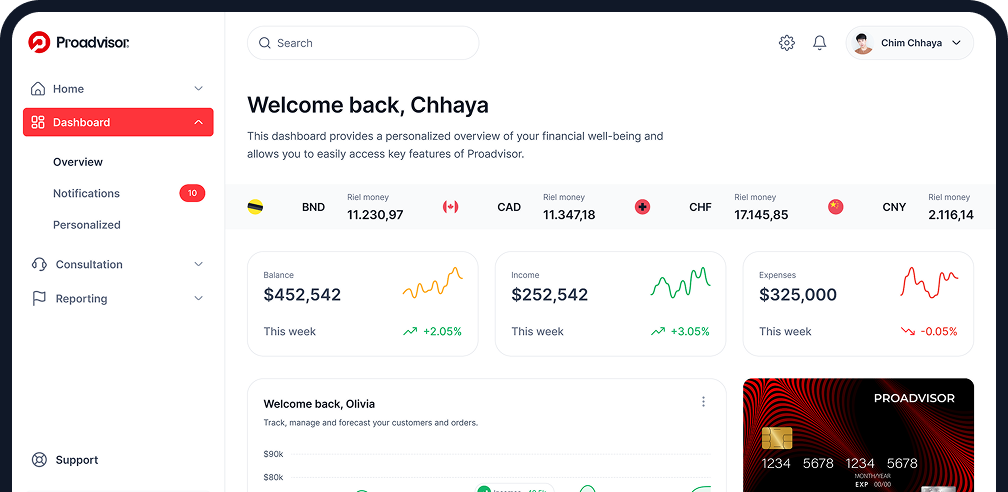 Proadvisor.
Search
Chim Chhaya
Home
Dashboard
Overview
Notifications
10
Personalized
Consultation
Reporting
Support
Welcome back, Chhaya
This dashboard provides a personalized overview of your financial well-being and
allows you to easily access key features of Proadvisor.
BND
Riel money
11.230,97
CAD
Riel money
11.347,18
CHF
Riel money
17.145,85
CNY
Riel money
2.116,14
Balance
$452,542
This week
+2.05%
Income
$252,542
This week
+3.05%
Expenses
$325,000
This week
-0.05%
Welcome back, Olivia
Track, manage and forecast your customers and orders.
$90k
$80k
PROADVISOR
1234 5678 1234 5678
MONTH/YEAR
EXP 00/00